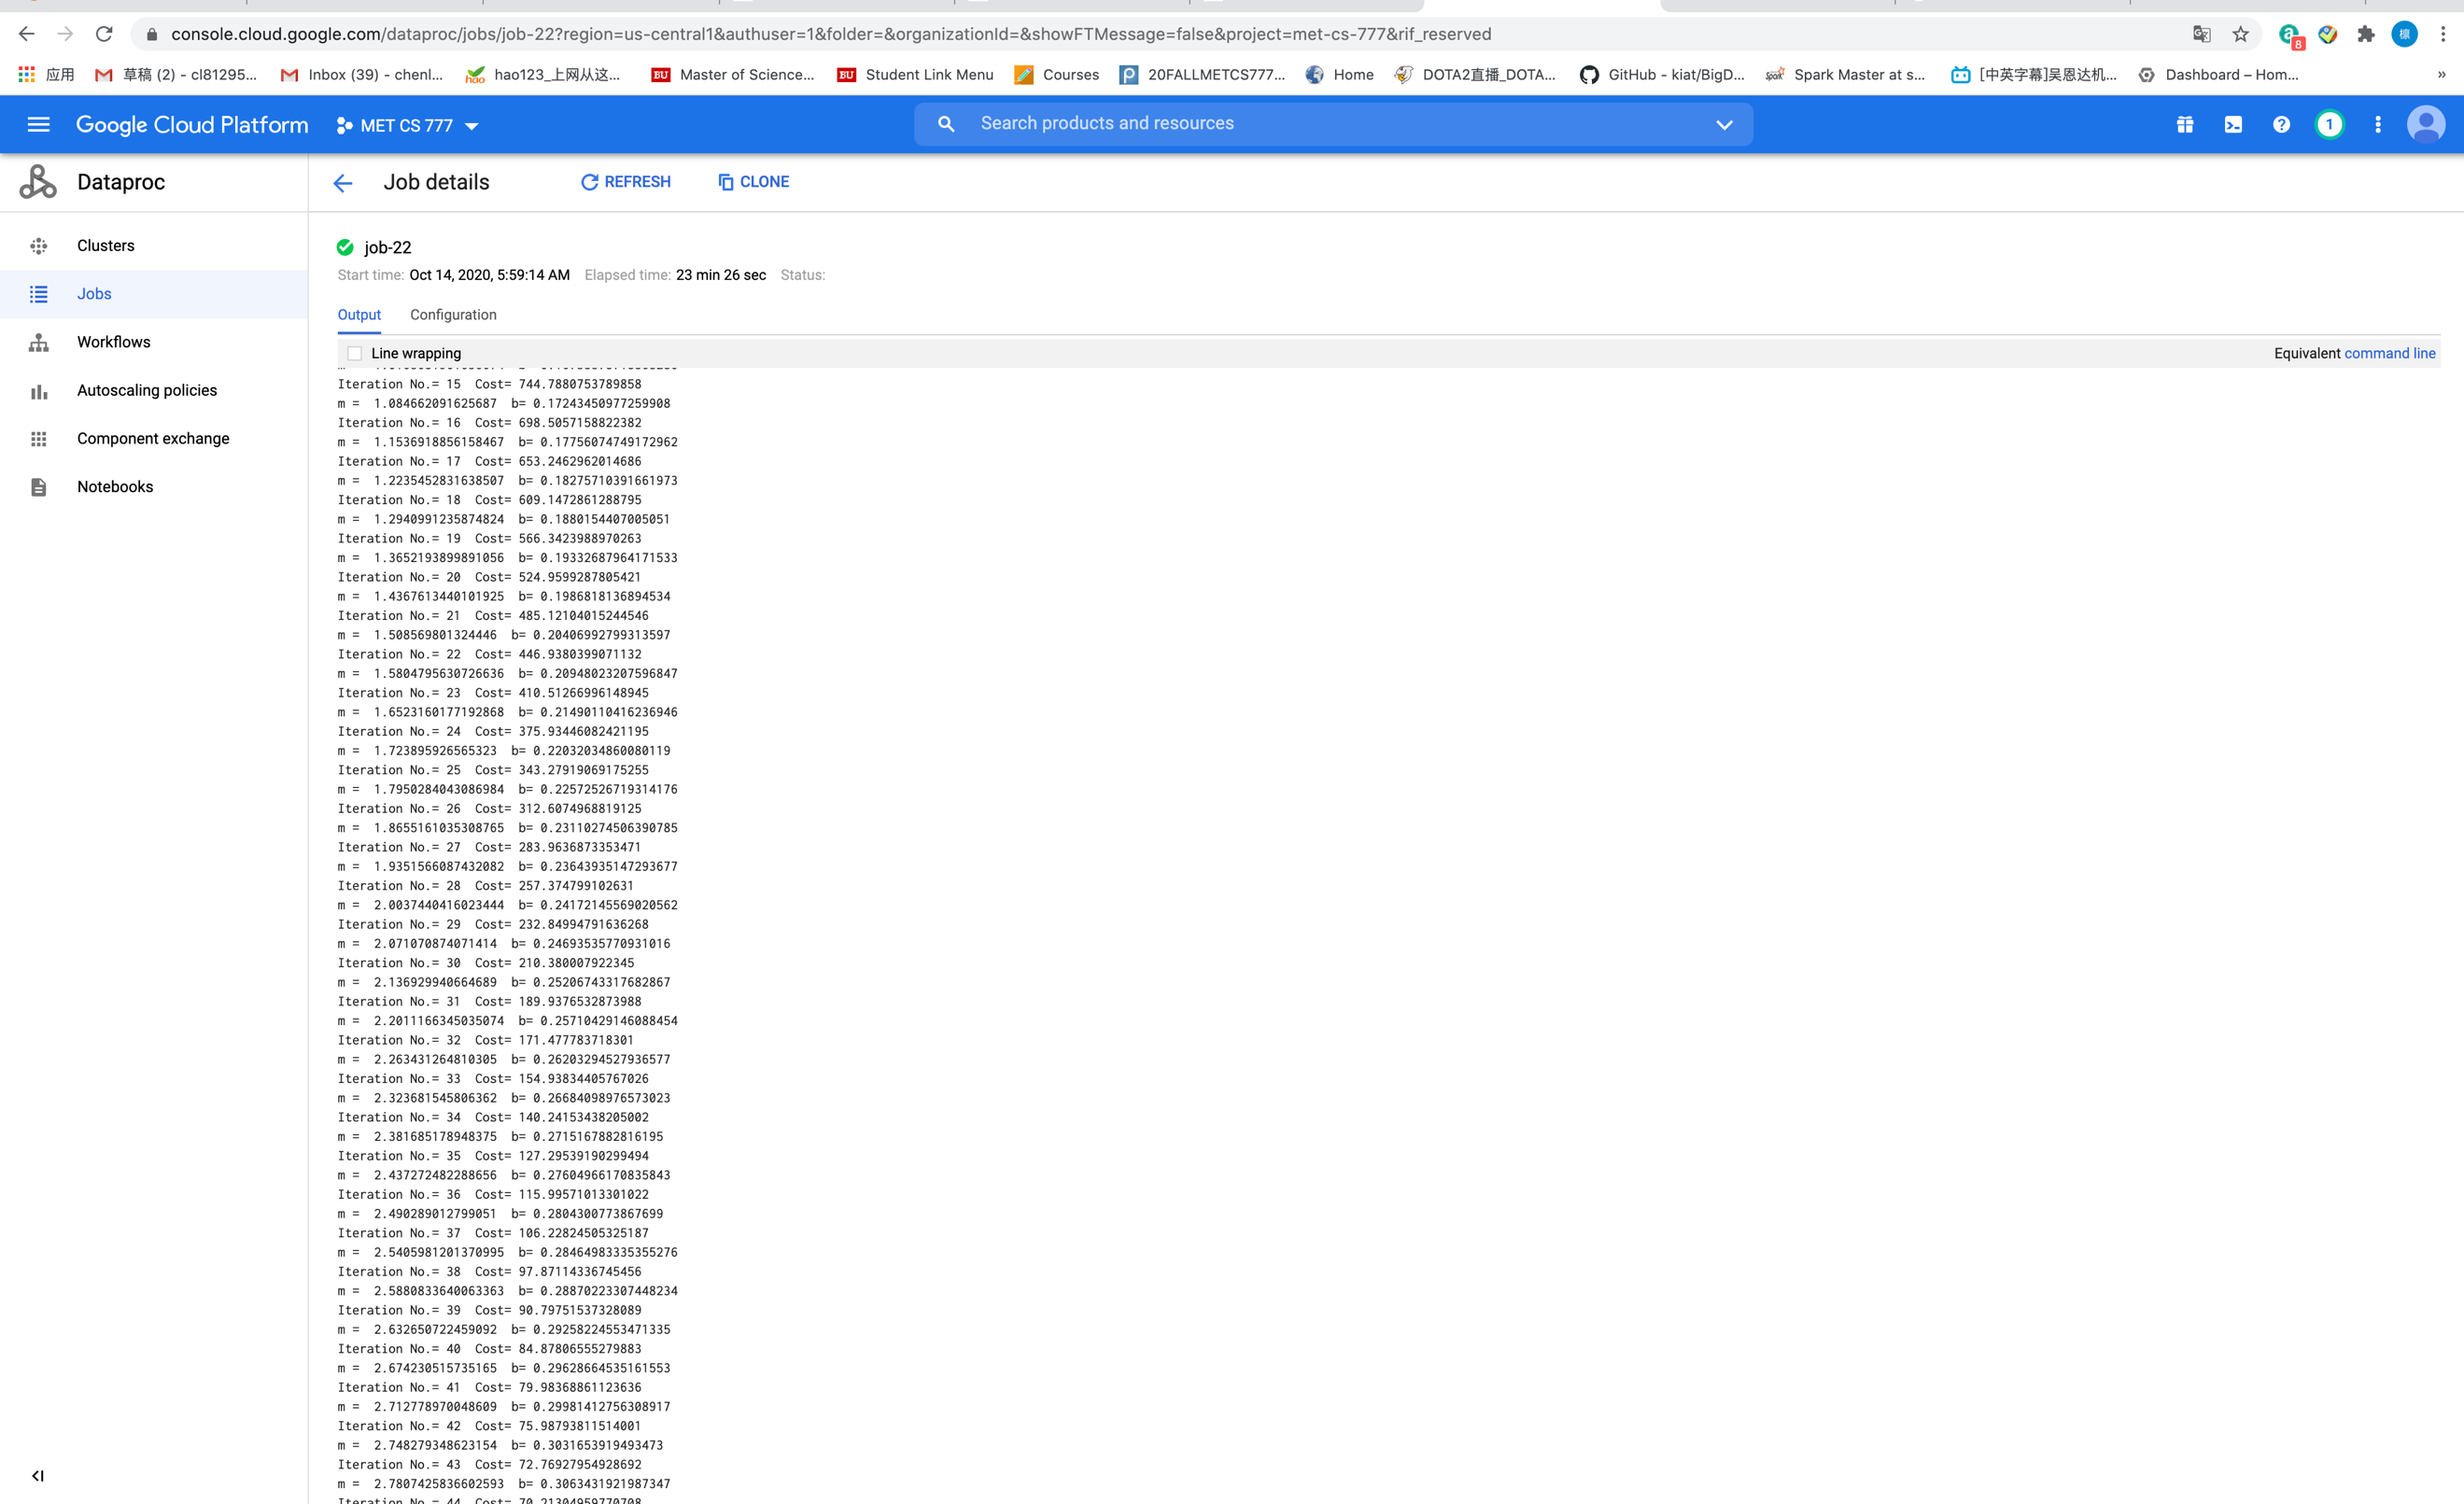 console.cloud.google.com/dataproc/jobs/job-22?region=us-central1&authuser=1&folder=&organizationId=&showFTMessage=false&project=met-cs-777&rif_reserved
8
應用
草稿 (2) - cl81295...
Inbox (39) - chenl...
hao123_上网从这...
BU Master of Science...
BU Student Link Menu
Courses
20FALLMETCS777...
Home
DOTA2直播_DOTA...
GitHub - kiat/BigD...
Spark Master at s...
[中英字幕]吴恩达机...
Dashboard – Hom...
»
Google Cloud Platform
MET CS 777
Search products and resources
1
Dataproc
Job details
REFRESH
CLONE
Clusters
Jobs
Workflows
Autoscaling policies
Component exchange
Notebooks
job-22
Start time: Oct 14, 2020, 5:59:14 AM Elapsed time: 23 min 26 sec Status:
Output Configuration
Line wrapping
Equivalent command line
Iteration No.= 15 Cost= 744.7880753789858
m = 1.084662091625687 b= 0.17243450977259908
Iteration No.= 16 Cost= 698.5057158822382
m = 1.1536918856158467 b= 0.17756074749172962
Iteration No.= 17 Cost= 653.2462962014686
m = 1.2235452831638507 b= 0.18275710391661973
Iteration No.= 18 Cost= 609.1472861288795
m = 1.2940991235874824 b= 0.1880154407005051
Iteration No.= 19 Cost= 566.3423988970263
m = 1.3652193899891056 b= 0.19332687964171533
Iteration No.= 20 Cost= 524.9599287805421
m = 1.4367613440101925 b= 0.1986818136894534
Iteration No.= 21 Cost= 485.12104015244546
m = 1.508569801324446 b= 0.20406992799313597
Iteration No.= 22 Cost= 446.9380399071132
m = 1.5804795630726636 b= 0.20948023207596847
Iteration No.= 23 Cost= 410.51266996148945
m = 1.6523160177192868 b= 0.21490110416236946
Iteration No.= 24 Cost= 375.93446082421195
m = 1.723895926565323 b= 0.22032034860080119
Iteration No.= 25 Cost= 343.27919069175255
m = 1.7950284043086984 b= 0.22572526719314176
Iteration No.= 26 Cost= 312.6074968819125
m = 1.8655161035308765 b= 0.23110274506390785
Iteration No.= 27 Cost= 283.9636873353471
m = 1.9351566087432082 b= 0.23643935147293677
Iteration No.= 28 Cost= 257.374799102631
m = 2.0037440416023444 b= 0.24172145569020562
Iteration No.= 29 Cost= 232.84994791636268
m = 2.071070874071414 b= 0.24693535770931016
Iteration No.= 30 Cost= 210.380007922345
m = 2.136929940664689 b= 0.25206743317682867
Iteration No.= 31 Cost= 189.9376532873988
m = 2.2011166345035074 b= 0.25710429146088454
Iteration No.= 32 Cost= 171.477783718301
m = 2.263431264810305 b= 0.26203294527936577
Iteration No.= 33 Cost= 154.93834405767026
m = 2.323681545806362 b= 0.26684098976573023
Iteration No.= 34 Cost= 140.24153438205002
m = 2.381685178948375 b= 0.2715167882816195
Iteration No.= 35 Cost= 127.29539190299494
m = 2.437272482288656 b= 0.27604966170835843
Iteration No.= 36 Cost= 115.99571013301022
m = 2.490289012799051 b= 0.2804300773867699
Iteration No.= 37 Cost= 106.22824505325187
m = 2.5405981201370995 b= 0.28464983335355276
Iteration No.= 38 Cost= 97.87114336745456
m = 2.5880833640063363 b= 0.28870223307448234
Iteration No.= 39 Cost= 90.79751537328089
m = 2.632650722459092 b= 0.29258224553471335
Iteration No.= 40 Cost= 84.87806555279883
m = 2.674230515735165 b= 0.29628664535161553
Iteration No.= 41 Cost= 79.98368861123636
m = 2.712778970048609 b= 0.29981412756308917
Iteration No.= 42 Cost= 75.98793811514001
m = 2.748279348623154 b= 0.3031653919493473
Iteration No.= 43 Cost= 72.76927954928692
m = 2.7807425836602593 b= 0.3063431921987347
Iteration No.= 44 Cost= 70.21304959770708